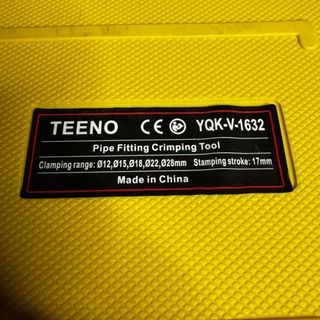 TEENO CE YQK-V-1632
Pipe Fitting Crimping Tool
Clamping range: Ø12,Ø15,Ø18,Ø22,Ø28mm Stamping stroke: 17mm
Made in China